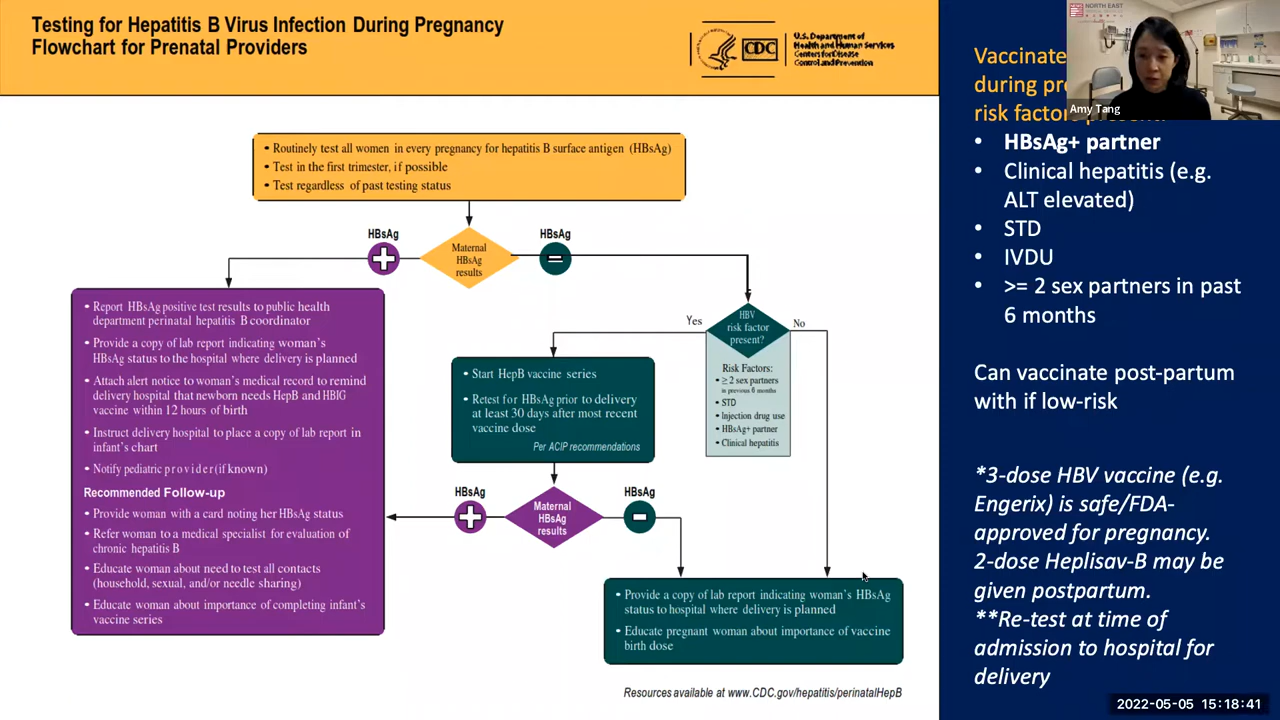 Testing for Hepatitis B Virus Infection During Pregnancy
Flowchart for Prenatal Providers
CDC
U.S. Department of
Health and Human Services
Centers for Disease
Control and Prevention
• Routinely test all women in every pregnancy for hepatitis B surface antigen (HBsAg)
• Test in the first trimester, if possible
• Test regardless of past testing status
HBsAg
+
Maternal
HBsAg
results
HBsAg
=
• Report HBsAg positive test results to public health
department perinatal hepatitis B coordinator
• Provide a copy of lab report indicating woman's
HBsAg status to the hospital where delivery is planned
• Attach alert notice to woman's medical record to remind
delivery hospital that newborn needs HepB and HBIG
vaccine within 12 hours of birth
• Instruct delivery hospital to place a copy of lab report in
infant's chart
• Notify pediatric provider (if known)
Recommended Follow-up
• Provide woman with a card noting her HBsAg status
• Refer woman to a medical specialist for evaluation of
chronic hepatitis B
• Educate woman about need to test all contacts
(household, sexual, and/or needle sharing)
• Educate woman about importance of completing infant's
vaccine series
Yes
HBV
risk factor
present?
No
Risk Factors:
• ≥ 2 sex partners
in previous 6 months
• STD
• Injection drug use
• HBsAg+ partner
• Clinical hepatitis
• Start HepB vaccine series
• Retest for HBsAg prior to delivery
at least 30 days after most recent
vaccine dose
Per ACIP recommendations
HBsAg
+
Maternal
HBsAg
results
HBsAg
-
• Provide a copy of lab report indicating woman's HBsAg
status to hospital where delivery is planned
• Educate pregnant woman about importance of vaccine
birth dose
Resources available at www.CDC.gov/hepatitis/perinatalHepB
Vaccinate
during
risk
• HBsAg+ partner
• Clinical hepatitis (e.g.
ALT elevated)
• STD
• IVDU
• >= 2 sex partners in past
6 months
Can vaccinate post-partum
with if low-risk
*3-dose HBV vaccine (e.g.
Engerix) is safe/FDA-
approved for pregnancy.
2-dose Heplisav-B may be
given postpartum.
**Re-test at time of
admission to hospital for
delivery
NORTH EAST
Amy Tang
2022-05-05 15:18:41